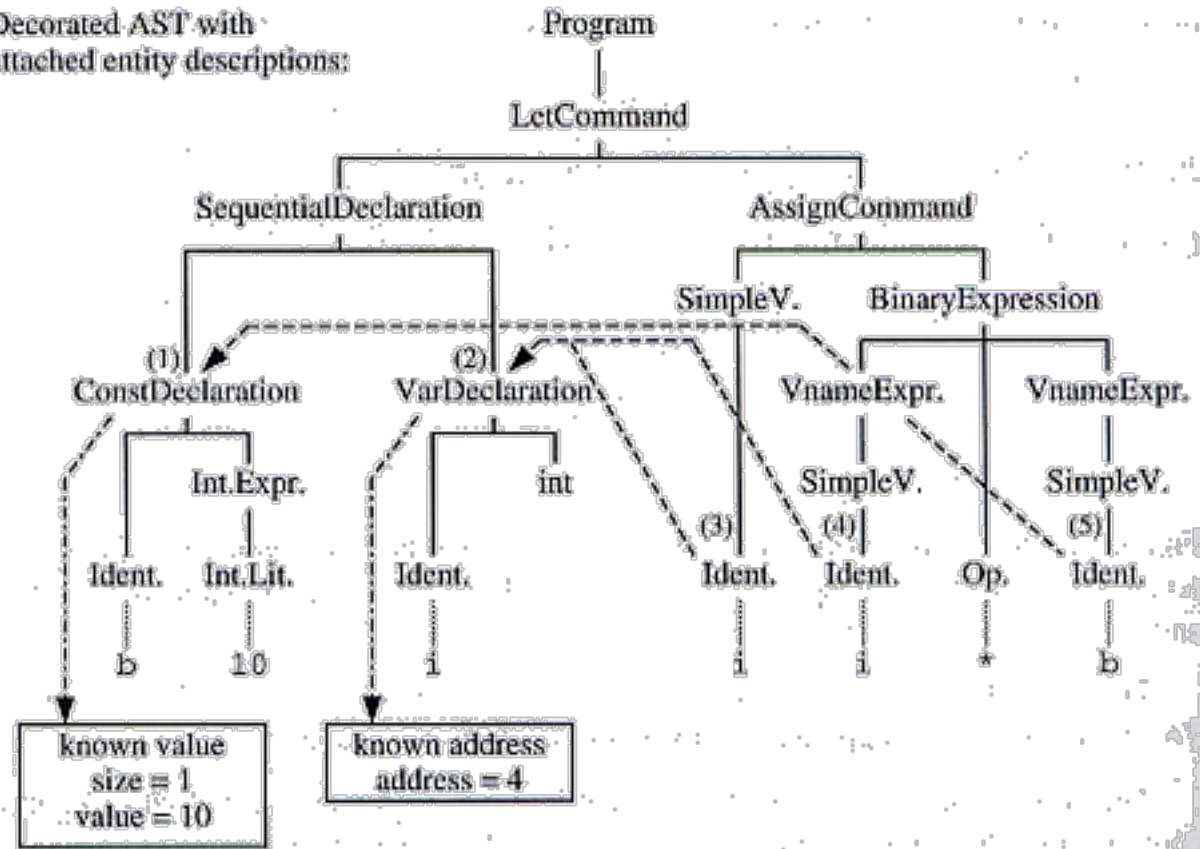 Decorated AST with
attached entity descriptions:
Program
LetCommand
SequentialDeclaration AssignCommand
SimpleV. BinaryExpression
(1) (2)
ConstDeclaration VarDeclaration VnameExpr. VnameExpr.
Int.Expr. int SimpleV. SimpleV.
(3) (4) (5)
Ident. Int.Lit. Ident. Ident. Ident. Op. Ident.
b 10 i i i * b
known value known address
size = 1 address = 4
value = 10